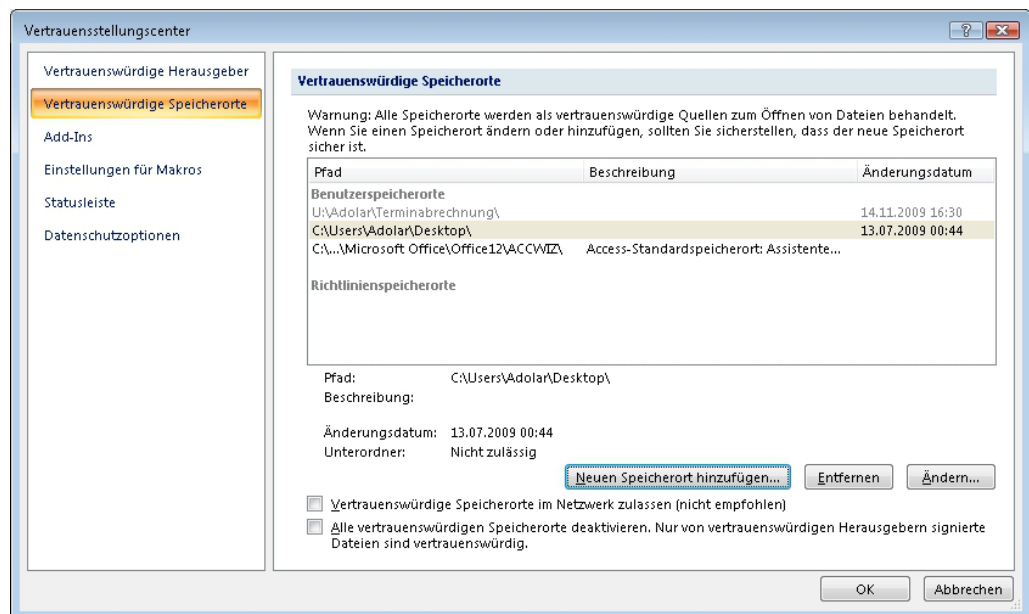 Vertrauensstellungscenter
Vertrauenswürdige Herausgeber
Vertrauenswürdige Speicherorte
Add-Ins
Einstellungen für Makros
Statusleiste
Datenschutzoptionen
Vertrauenswürdige Speicherorte
Warnung: Alle Speicherorte werden als vertrauenswürdige Quellen zum Öffnen von Dateien behandelt.
Wenn Sie einen Speicherort ändern oder hinzufügen, sollten Sie sicherstellen, dass der neue Speicherort
sicher ist.
Pfad Beschreibung Änderungsdatum
Benutzerspeicherorte
U:\Adolar\Terminabrechnung\ 14.11.2009 16:30
C:\Users\Adolar\Desktop\ 13.07.2009 00:44
C:\...\Microsoft Office\Office12\ACCWIZ\ Access-Standardspeicherort: Assistente...
Richtlinienspeicherorte
Pfad: C:\Users\Adolar\Desktop\
Beschreibung:
Änderungsdatum: 13.07.2009 00:44
Unterordner: Nicht zulässig
Neuen Speicherort hinzufügen... Entfernen Ändern...
Vertrauenswürdige Speicherorte im Netzwerk zulassen (nicht empfohlen)
Alle vertrauenswürdigen Speicherorte deaktivieren. Nur von vertrauenswürdigen Herausgebern signierte
Dateien sind vertrauenswürdig.
OK Abbrechen